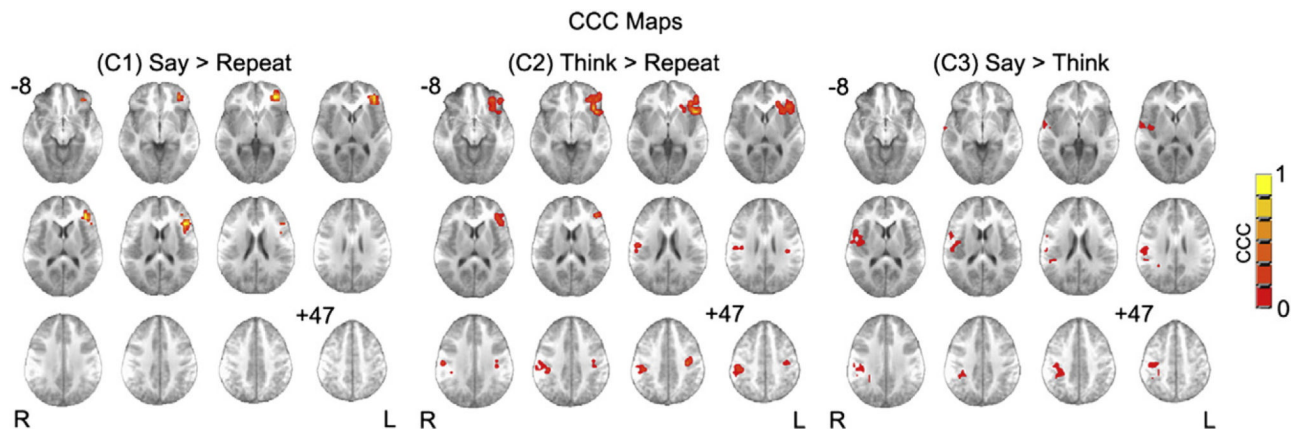 CCC Maps
(C1) Say > Repeat
(C2) Think > Repeat
(C3) Say > Think
-8
-8
-8
1
CCC
0
+47
+47
+47
R
L
R
L
R
L